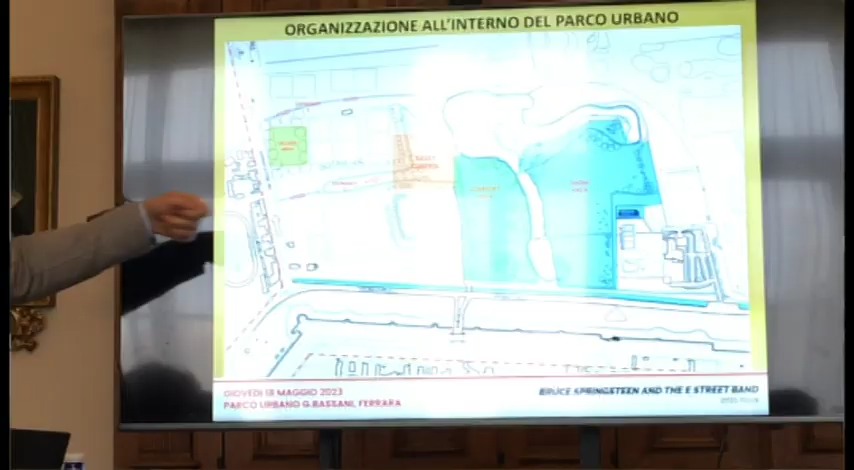 ORGANIZZAZIONE ALL'INTERNO DEL PARCO URBANO
GIOVEDÌ 18 MAGGIO 2023
PARCO URBANO G.BASSANI, FERRARA
BRUCE SPRINGSTEEN AND THE E STREET BAND